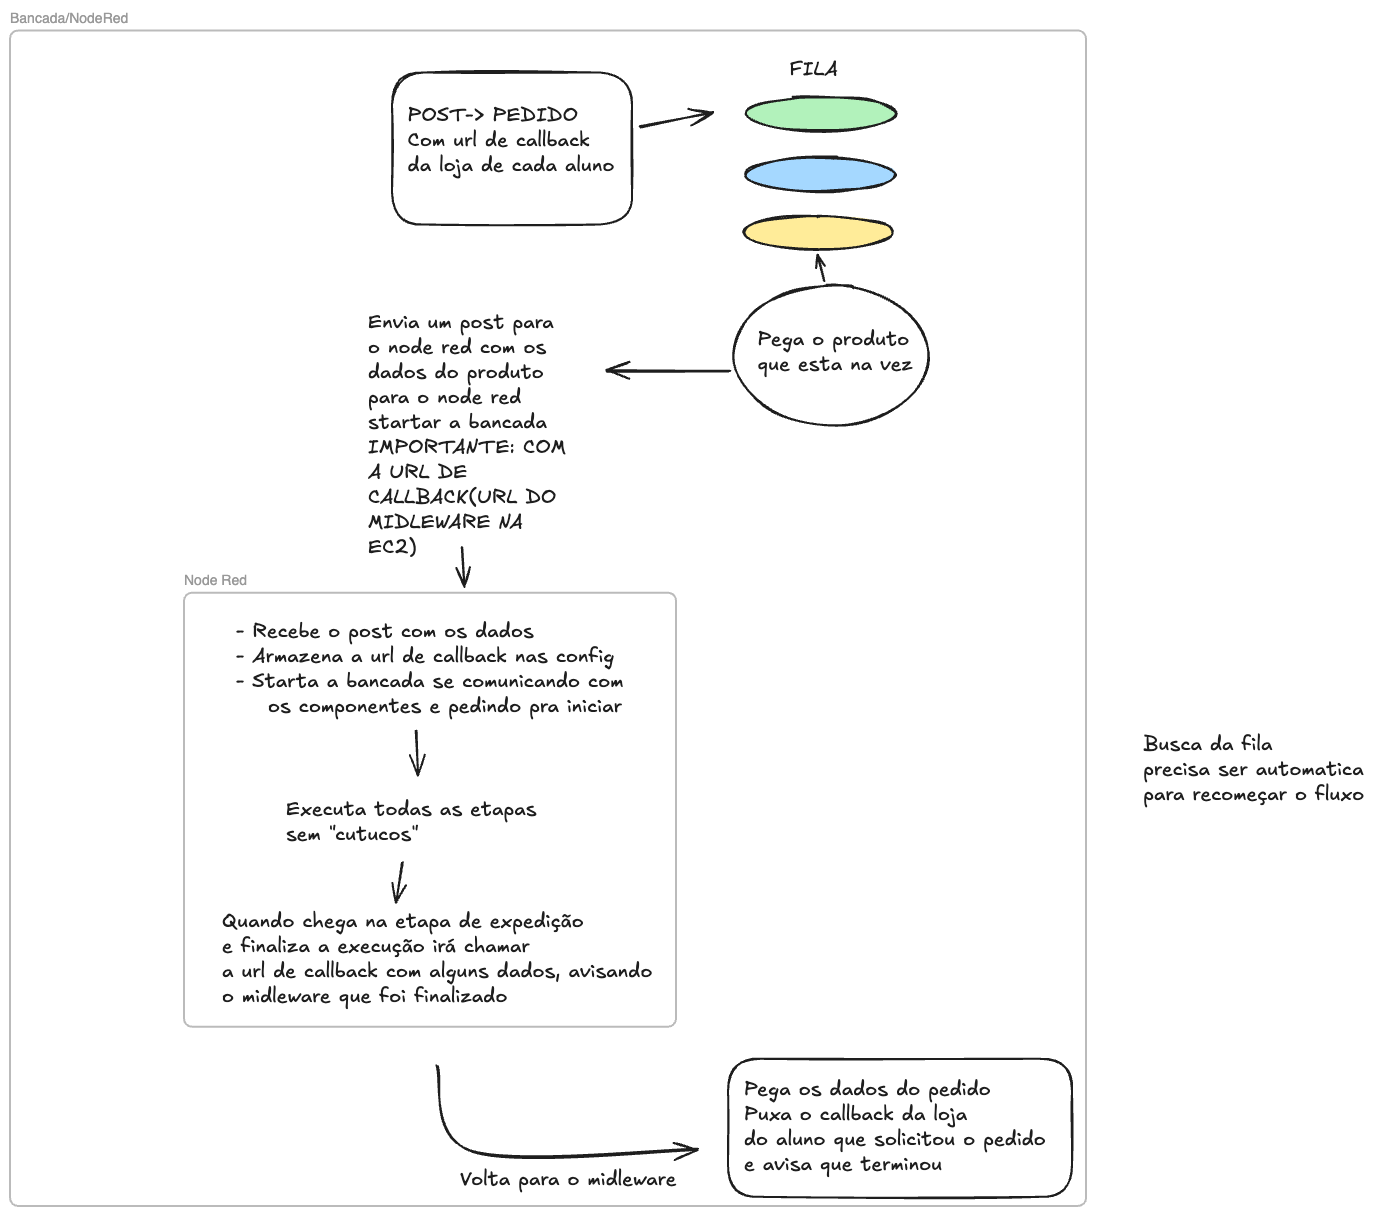 Bancada/NodeRed
FILA
POST-> PEDIDO
Com url de callback
da loja de cada aluno
Pega o produto
que esta na vez
Envia um post para
o node red com os
dados do produto
para o node red
startar a bancada
IMPORTANTE: COM
A URL DE
CALLBACK(URL DO
MIDLEWARE NA
EC2)
Node Red
- Recebe o post com os dados
- Armazena a url de callback nas config
- Starta a bancada se comunicando com
os componentes e pedindo pra iniciar
Executa todas as etapas
sem "cutucos"
Quando chega na etapa de expedição
e finaliza a execução irá chamar
a url de callback com alguns dados, avisando
o midleware que foi finalizado
Busca da fila
precisa ser automatica
para recomeçar o fluxo
Volta para o midleware
Pega os dados do pedido
Puxa o callback da loja
do aluno que solicitou o pedido
e avisa que terminou